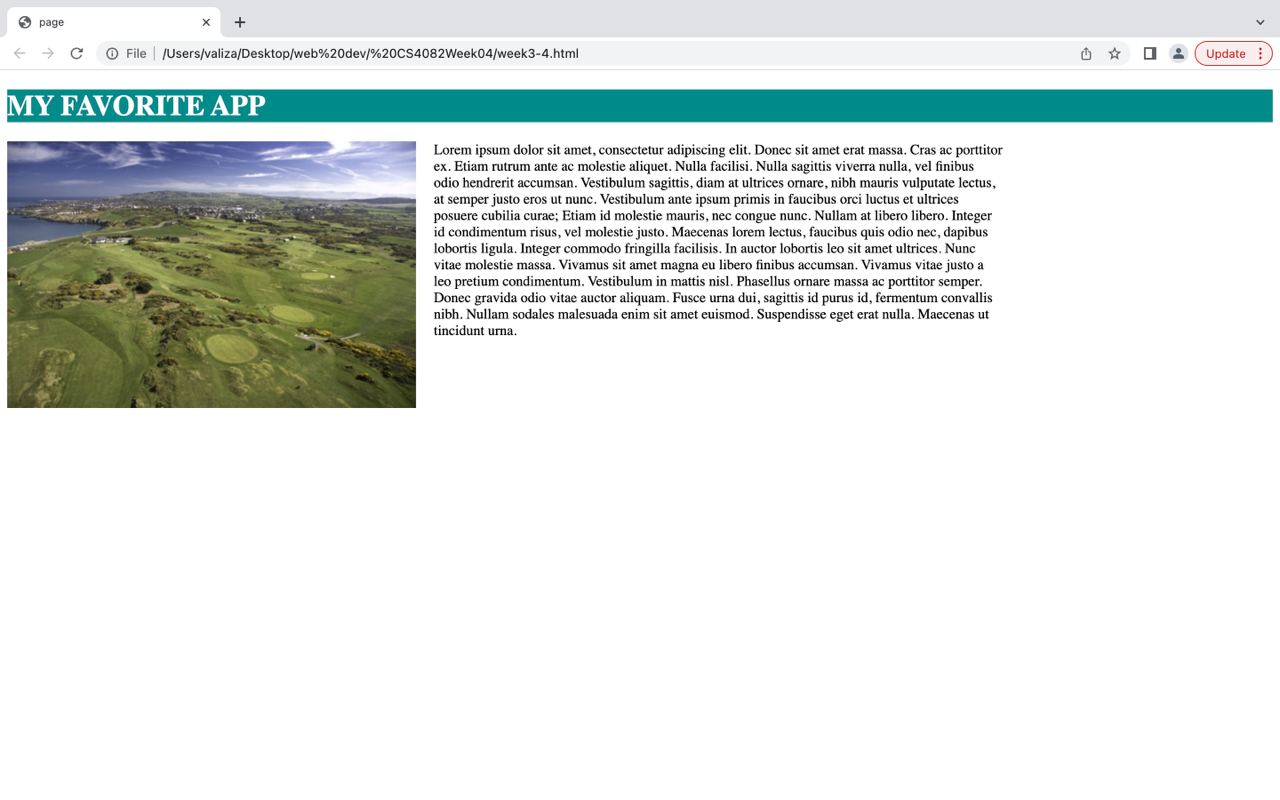 page
File
/Users/valiza/Desktop/web%20dev/%20CS4082Week04/week3-4.html
Update
MY FAVORITE APP
Lorem ipsum dolor sit amet, consectetur adipiscing elit. Donec sit amet erat massa. Cras ac porttitor
ex. Etiam rutrum ante ac molestie aliquet. Nulla facilisi. Nulla sagittis viverra nulla, vel finibus
odio hendrerit accumsan. Vestibulum sagittis, diam at ultrices ornare, nibh mauris vulputate lectus,
at semper justo eros ut nunc. Vestibulum ante ipsum primis in faucibus orci luctus et ultrices
posuere cubilia curae; Etiam id molestie mauris, nec congue nunc. Nullam at libero libero. Integer
id condimentum risus, vel molestie justo. Maecenas lorem lectus, faucibus quis odio nec, dapibus
lobortis ligula. Integer commodo fringilla facilisis. In auctor lobortis leo sit amet ultrices. Nunc
vitae molestie massa. Vivamus sit amet magna eu libero finibus accumsan. Vivamus vitae justo a
leo pretium condimentum. Vestibulum in mattis nisl. Phasellus ornare massa ac porttitor semper.
Donec gravida odio vitae auctor aliquam. Fusce urna dui, sagittis id purus id, fermentum convallis
nibh. Nullam sodales malesuada enim sit amet euismod. Suspendisse eget erat nulla. Maecenas ut
tincidunt urna.